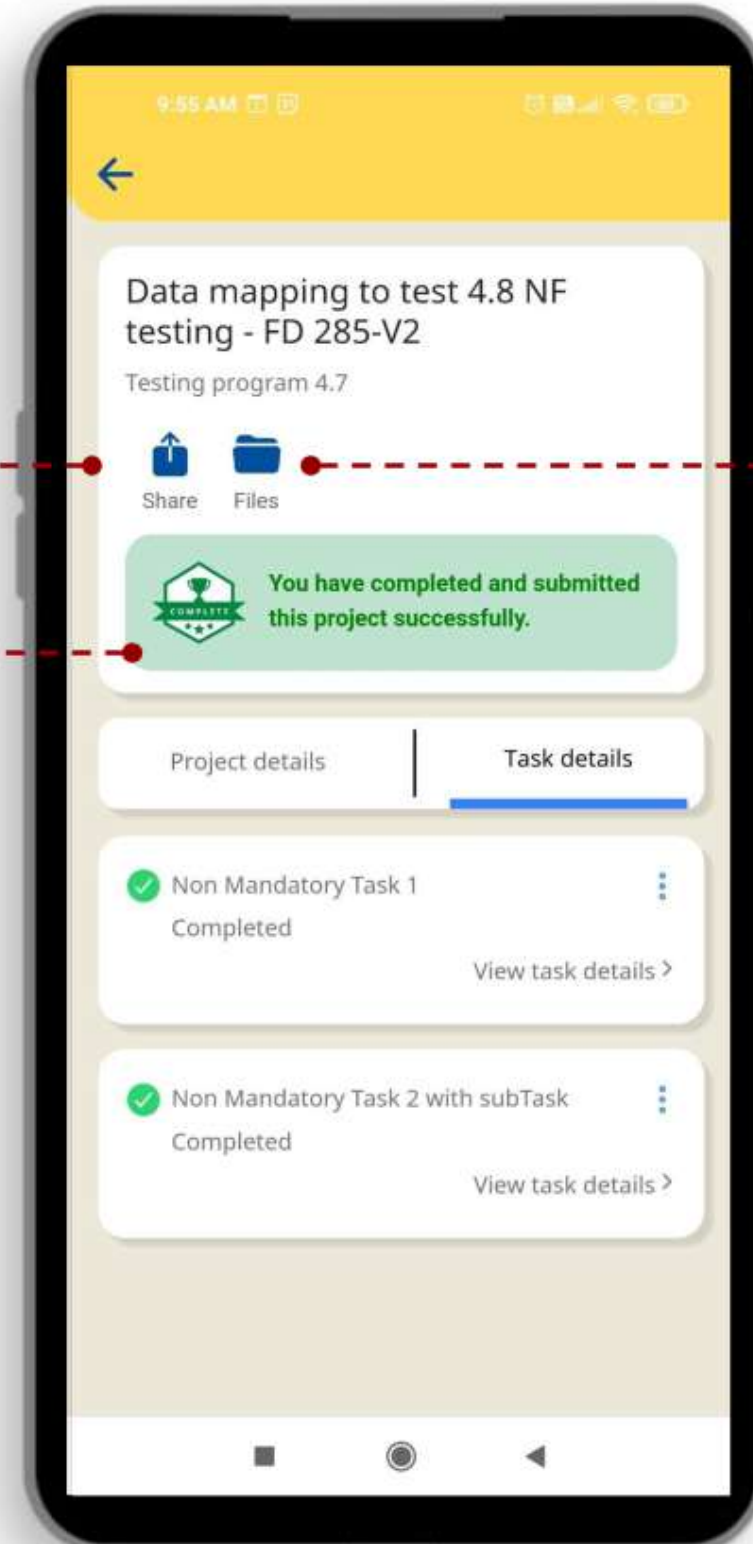 9:55 AM
Data mapping to test 4.8 NF
testing - FD 285-V2
Testing program 4.7
Share Files
COMPLETE
You have completed and submitted
this project successfully.
Project details Task details
Non Mandatory Task 1
Completed
View task details >
Non Mandatory Task 2 with subTask
Completed
View task details >